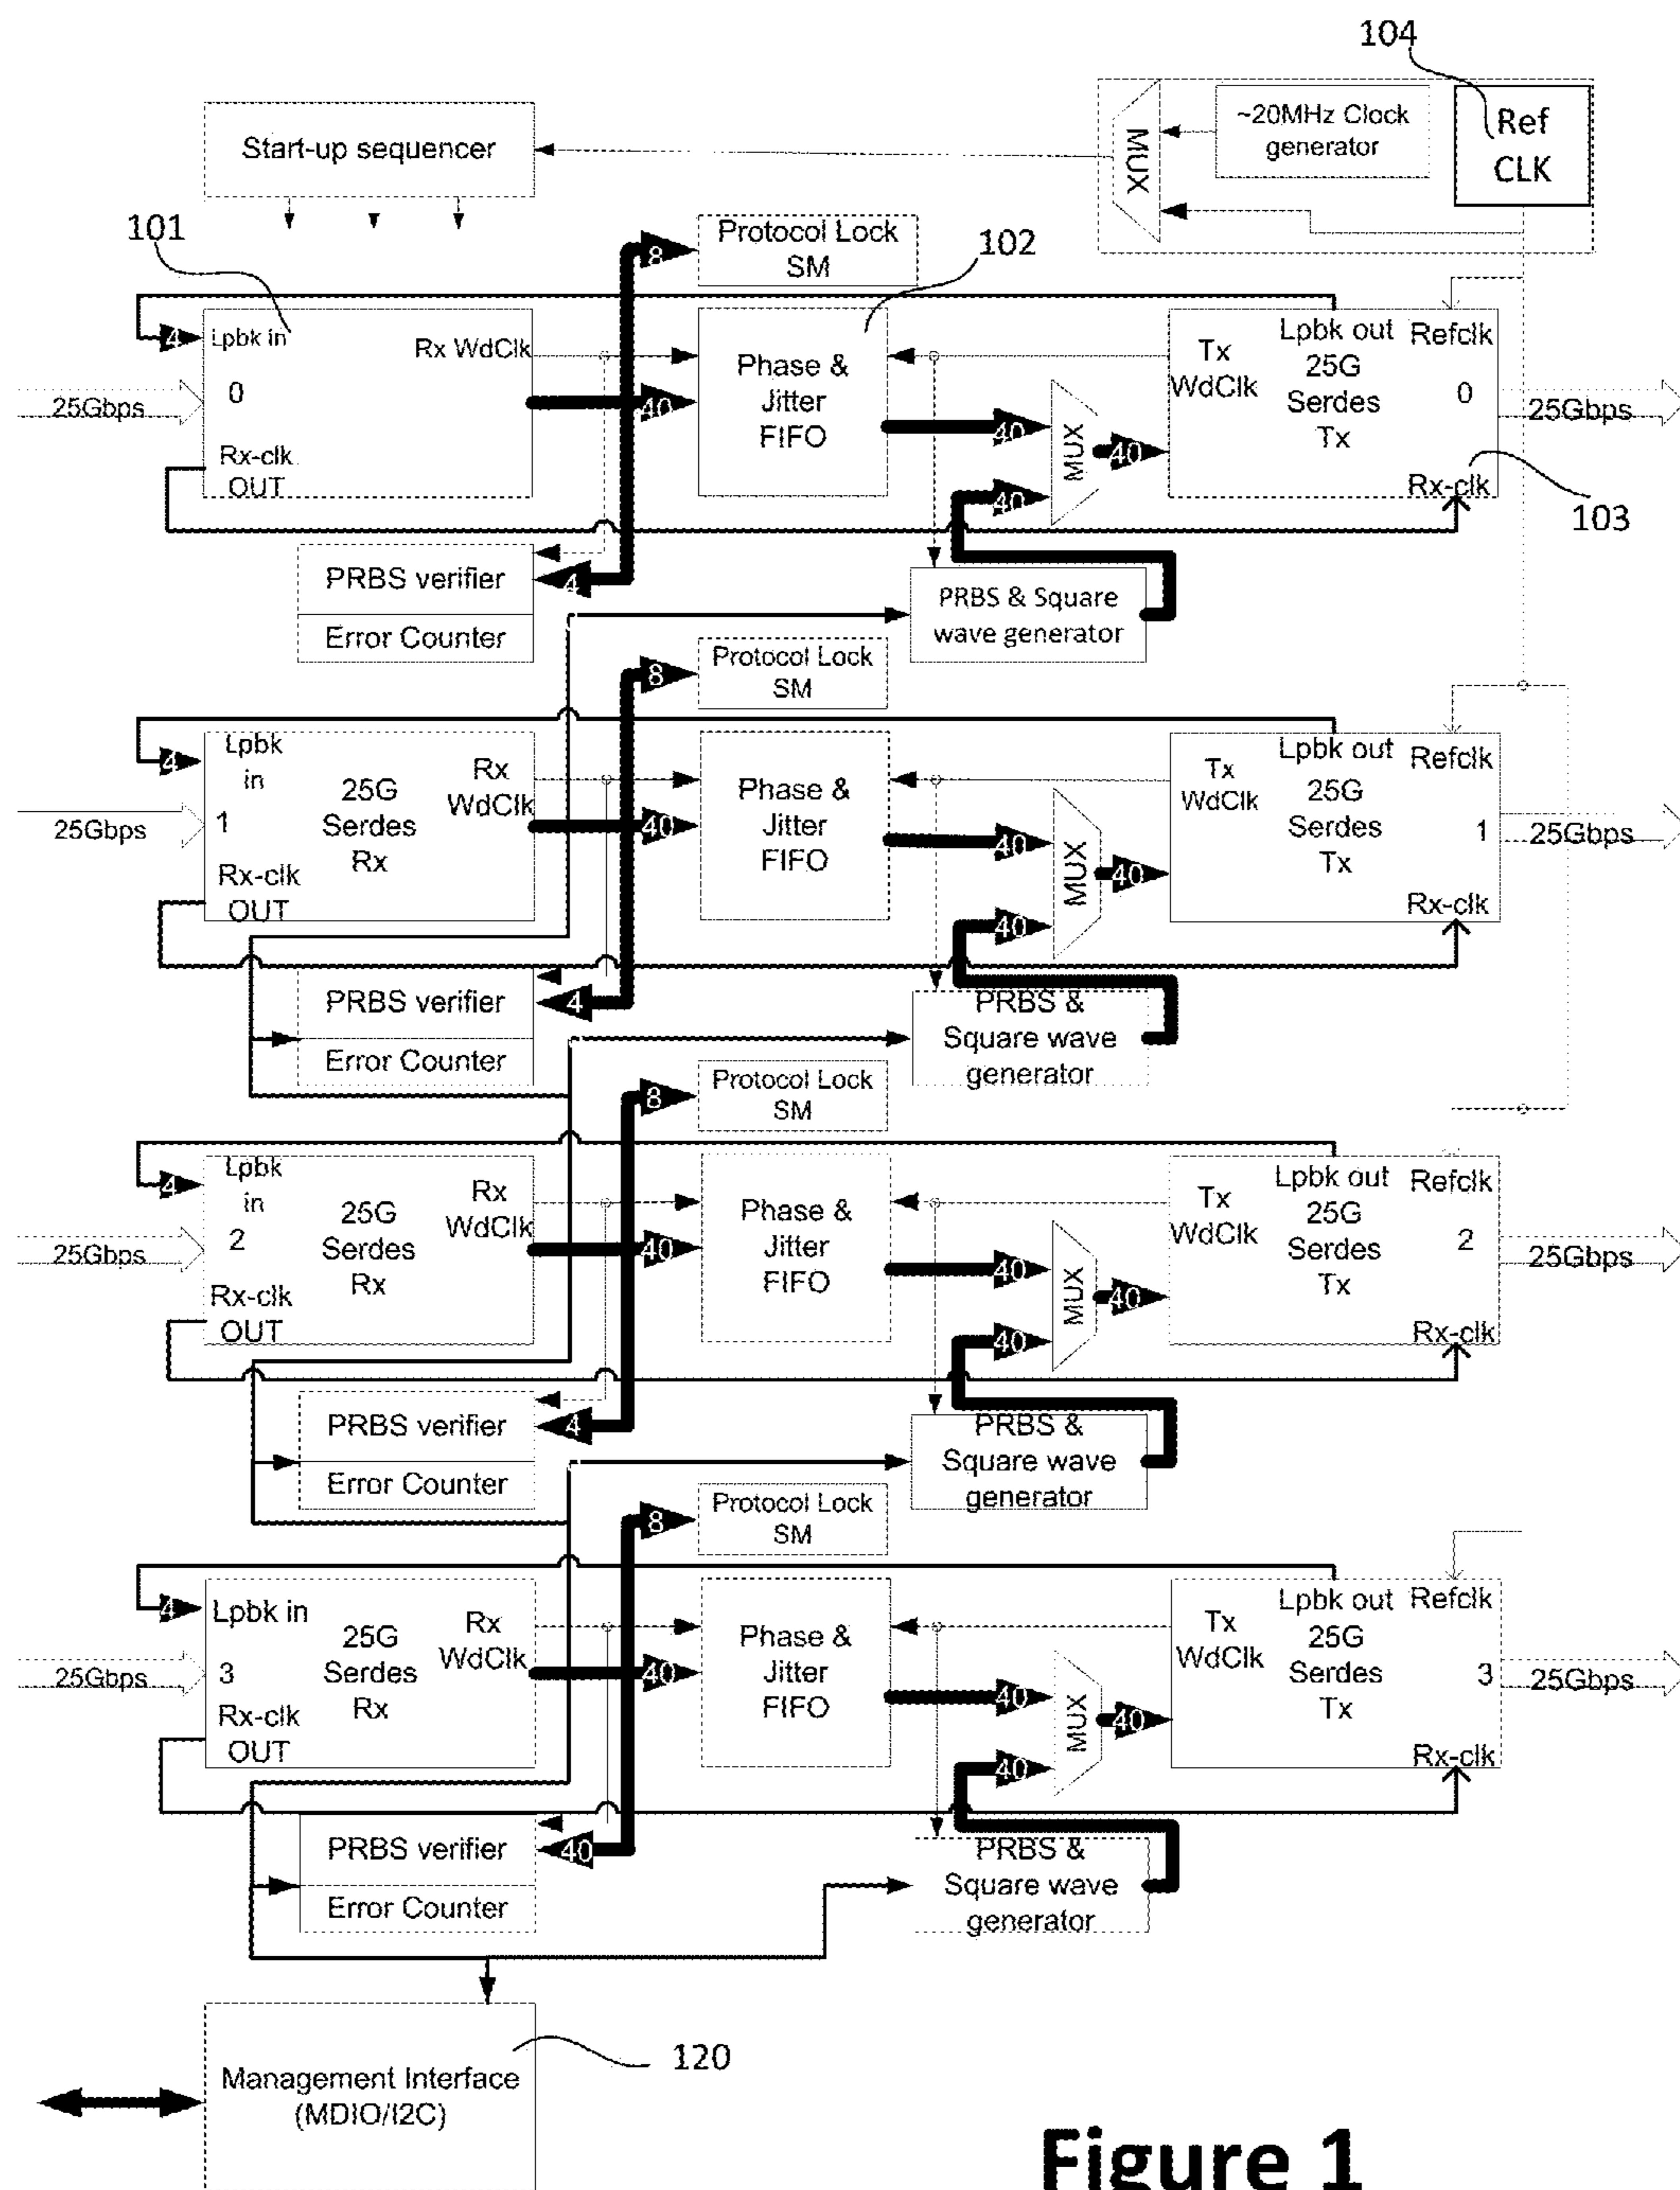 104
Start-up sequencer
MUX
~20MHz Clock
generator
Ref
CLK
101
8
Protocol Lock
SM
102
4
Lpbk in
Rx WdClk
0
25Gbps
Rx-clk
OUT
40
Phase &
Jitter
FIFO
40
40
MUX
40
Tx
WdClk
Lpbk out
25G
Serdes
Tx
Refclk
0
Rx-clk
25Gbps
103
PRBS verifier
Error Counter
4
PRBS & Square
wave generator
8
Protocol Lock
SM
4
Lpbk
in
25G
Serdes
Rx
Rx
WdClk
1
25Gbps
Rx-clk
OUT
40
Phase &
Jitter
FIFO
40
40
MUX
40
Tx
WdClk
Lpbk out
25G
Serdes
Tx
Refclk
1
Rx-clk
25Gbps
PRBS verifier
Error Counter
4
PRBS &
Square wave
generator
8
Protocol Lock
SM
4
Lpbk
in
25G
Serdes
Rx
Rx
WdClk
2
25Gbps
Rx-clk
OUT
40
Phase &
Jitter
FIFO
40
40
MUX
40
Tx
WdClk
Lpbk out
25G
Serdes
Tx
Refclk
2
Rx-clk
25Gbps
PRBS verifier
Error Counter
4
PRBS &
Square wave
generator
8
Protocol Lock
SM
4
Lpbk in
25G
Serdes
Rx
Rx
WdClk
3
25Gbps
Rx-clk
OUT
40
Phase &
Jitter
FIFO
40
40
MUX
40
Tx
WdClk
Lpbk out
25G
Serdes
Tx
Refclk
3
Rx-clk
25Gbps
PRBS verifier
Error Counter
40
PRBS &
Square wave
generator
Management Interface
(MDIO/I2C)
120
Figure 1